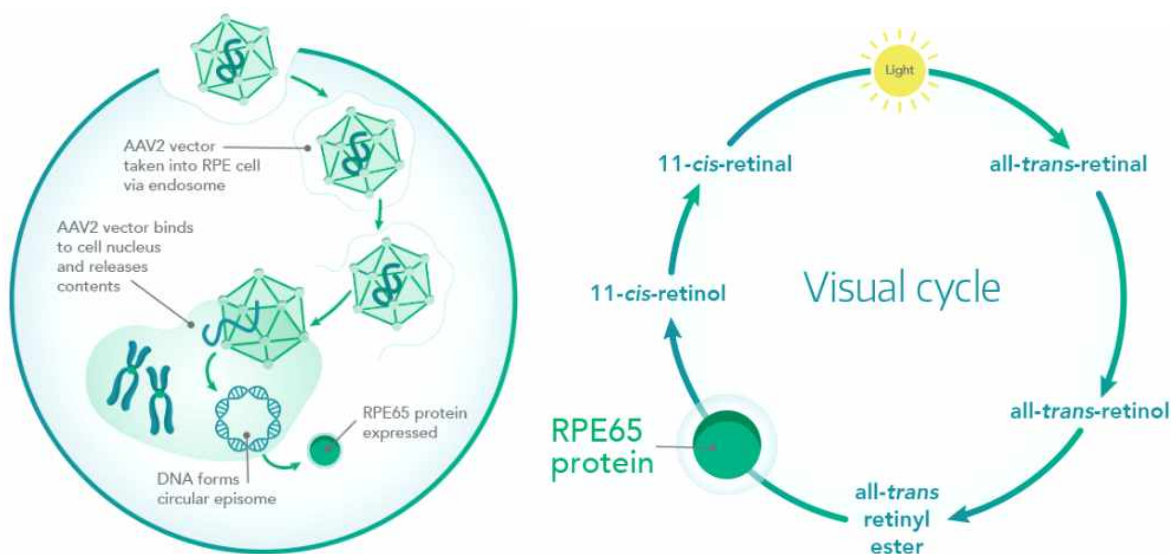 AAV2 vector
taken into RPE cell
via endosome
AAV2 vector binds
to cell nucleus
and releases
contents
RPE65 protein
expressed
DNA forms
circular episome
Light
11-cis-retinal
all-trans-retinal
11-cis-retinol
Visual cycle
all-trans-retinol
RPE65
protein
all-trans
retinyl
ester